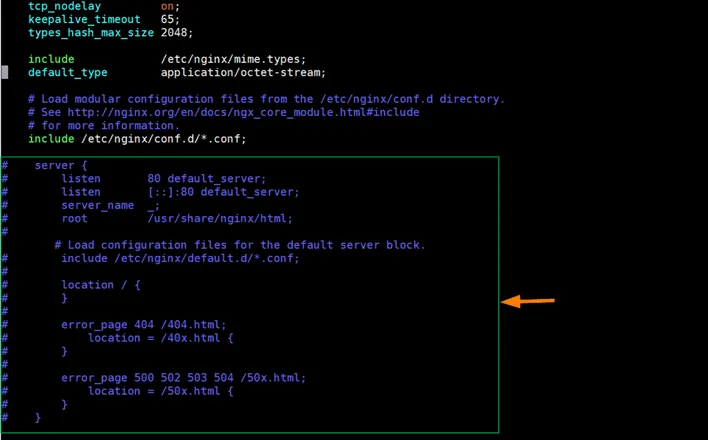 tcp_nodelay         on;
    keepalive_timeout   65;
    types_hash_max_size 2048;

    include             /etc/nginx/mime.types;
    default_type        application/octet-stream;

    # Load modular configuration files from the /etc/nginx/conf.d directory.
    # See http://nginx.org/en/docs/ngx_core_module.html#include
    # for more information.
    include /etc/nginx/conf.d/*.conf;

#    server {
#        listen       80 default_server;
#        listen       [::]:80 default_server;
#        server_name  _;
#        root         /usr/share/nginx/html;
#
        # Load configuration files for the default server block.
#        include /etc/nginx/default.d/*.conf;
#
#        location / {
#        }
#
#        error_page 404 /404.html;
#            location = /40x.html {
#        }
#
#        error_page 500 502 503 504 /50x.html;
#            location = /50x.html {
#        }
#    }